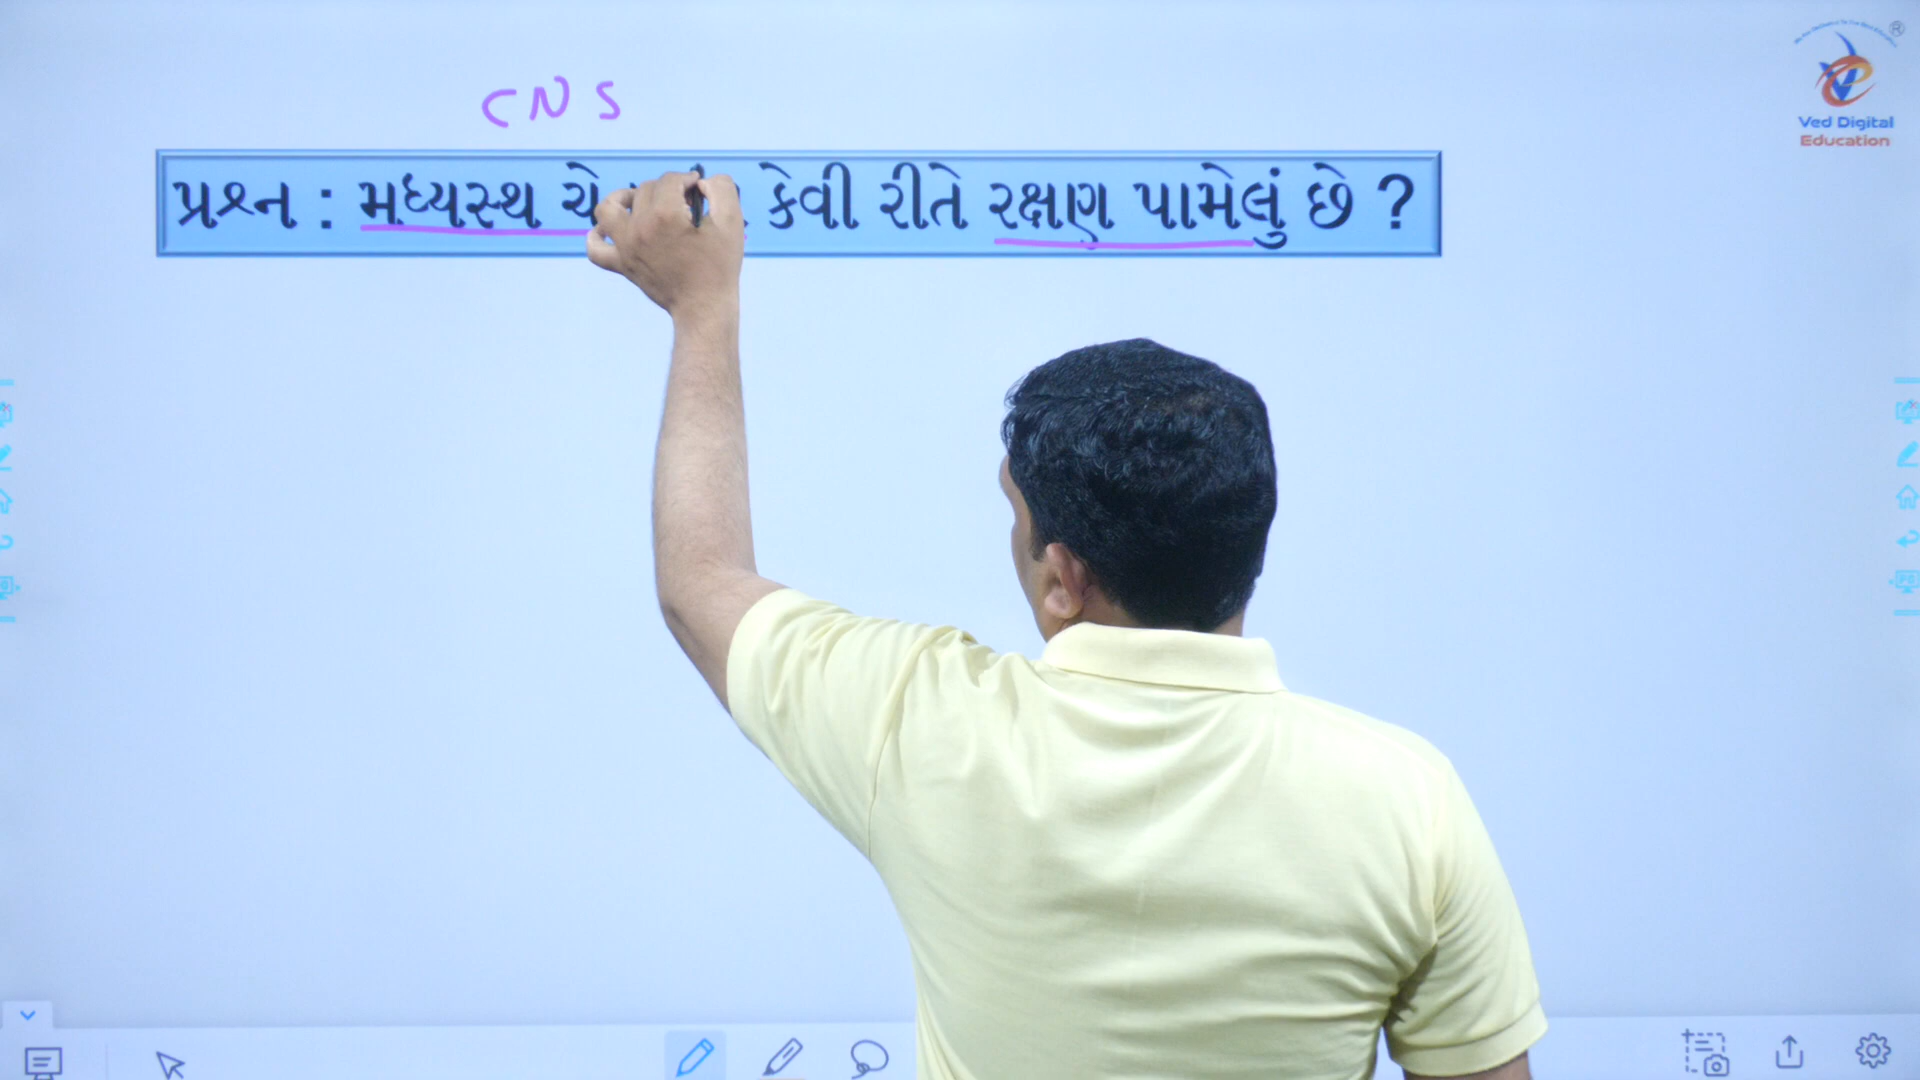 CNS
પ્રશ્ન : મધ્યસ્થ કેવી રીતે રક્ષણ પામેલું છે ?
Ved Digital
Education